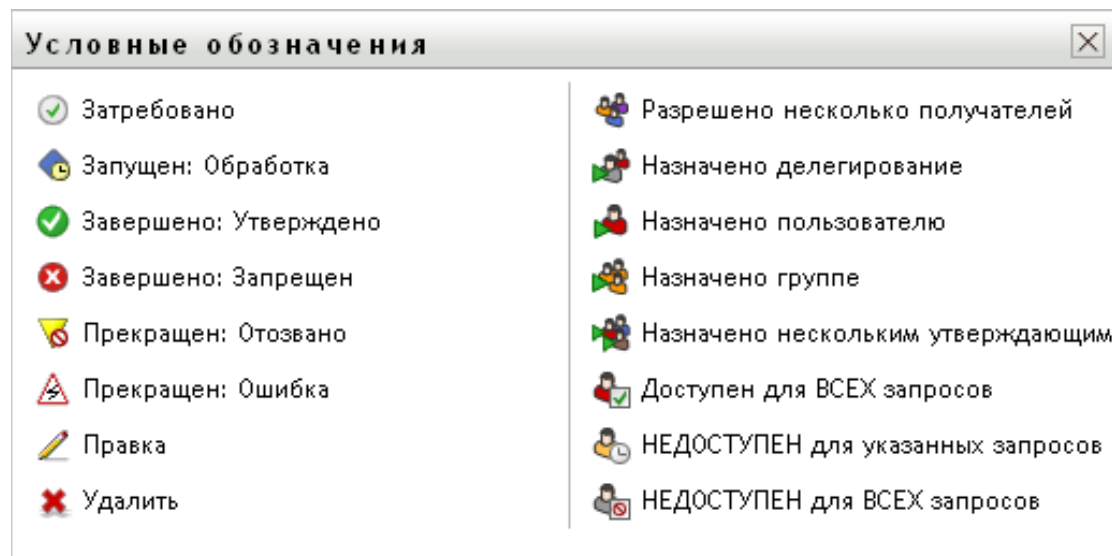 Условные обозначения
Затребовано
Запущен: Обработка
Завершено: Утверждено
Завершено: Запрещен
Прекращен: Отозвано
Прекращен: Ошибка
Правка
Удалить
Разрешено несколько получателей
Назначено делегирование
Назначено пользователю
Назначено группе
Назначено нескольким утверждающим
Доступен для ВСЕХ запросов
НЕДОСТУПЕН для указанных запросов
НЕДОСТУПЕН для ВСЕХ запросов